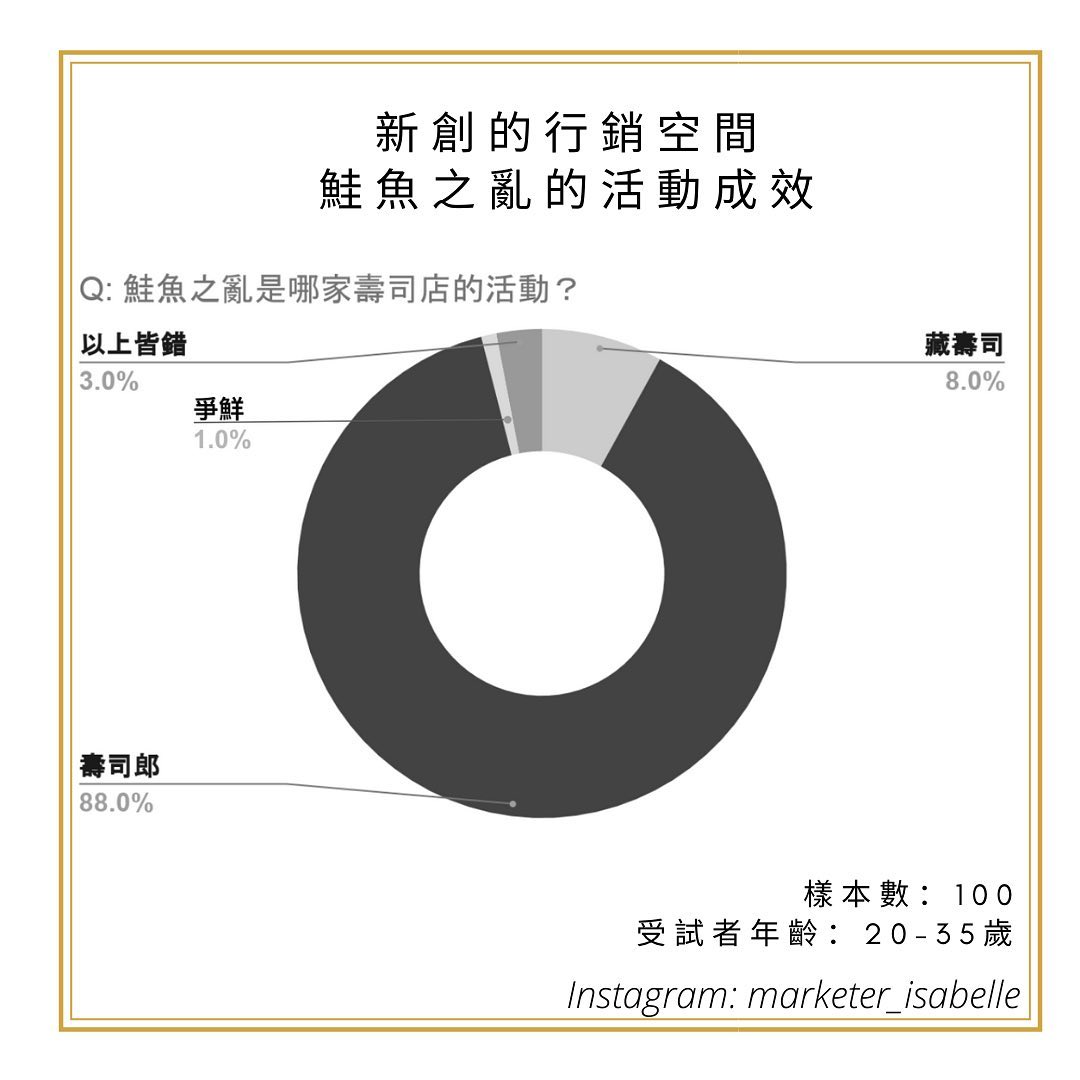 新創的行銷空間
鮭魚之亂的活動成效
Q: 鮭魚之亂是哪家壽司店的活動？
以上皆錯
3.0%
藏壽司
8.0%
爭鮮
1.0%
壽司郎
88.0%
樣本數：100
受試者年齡：20-35歲
Instagram: marketer_isabelle